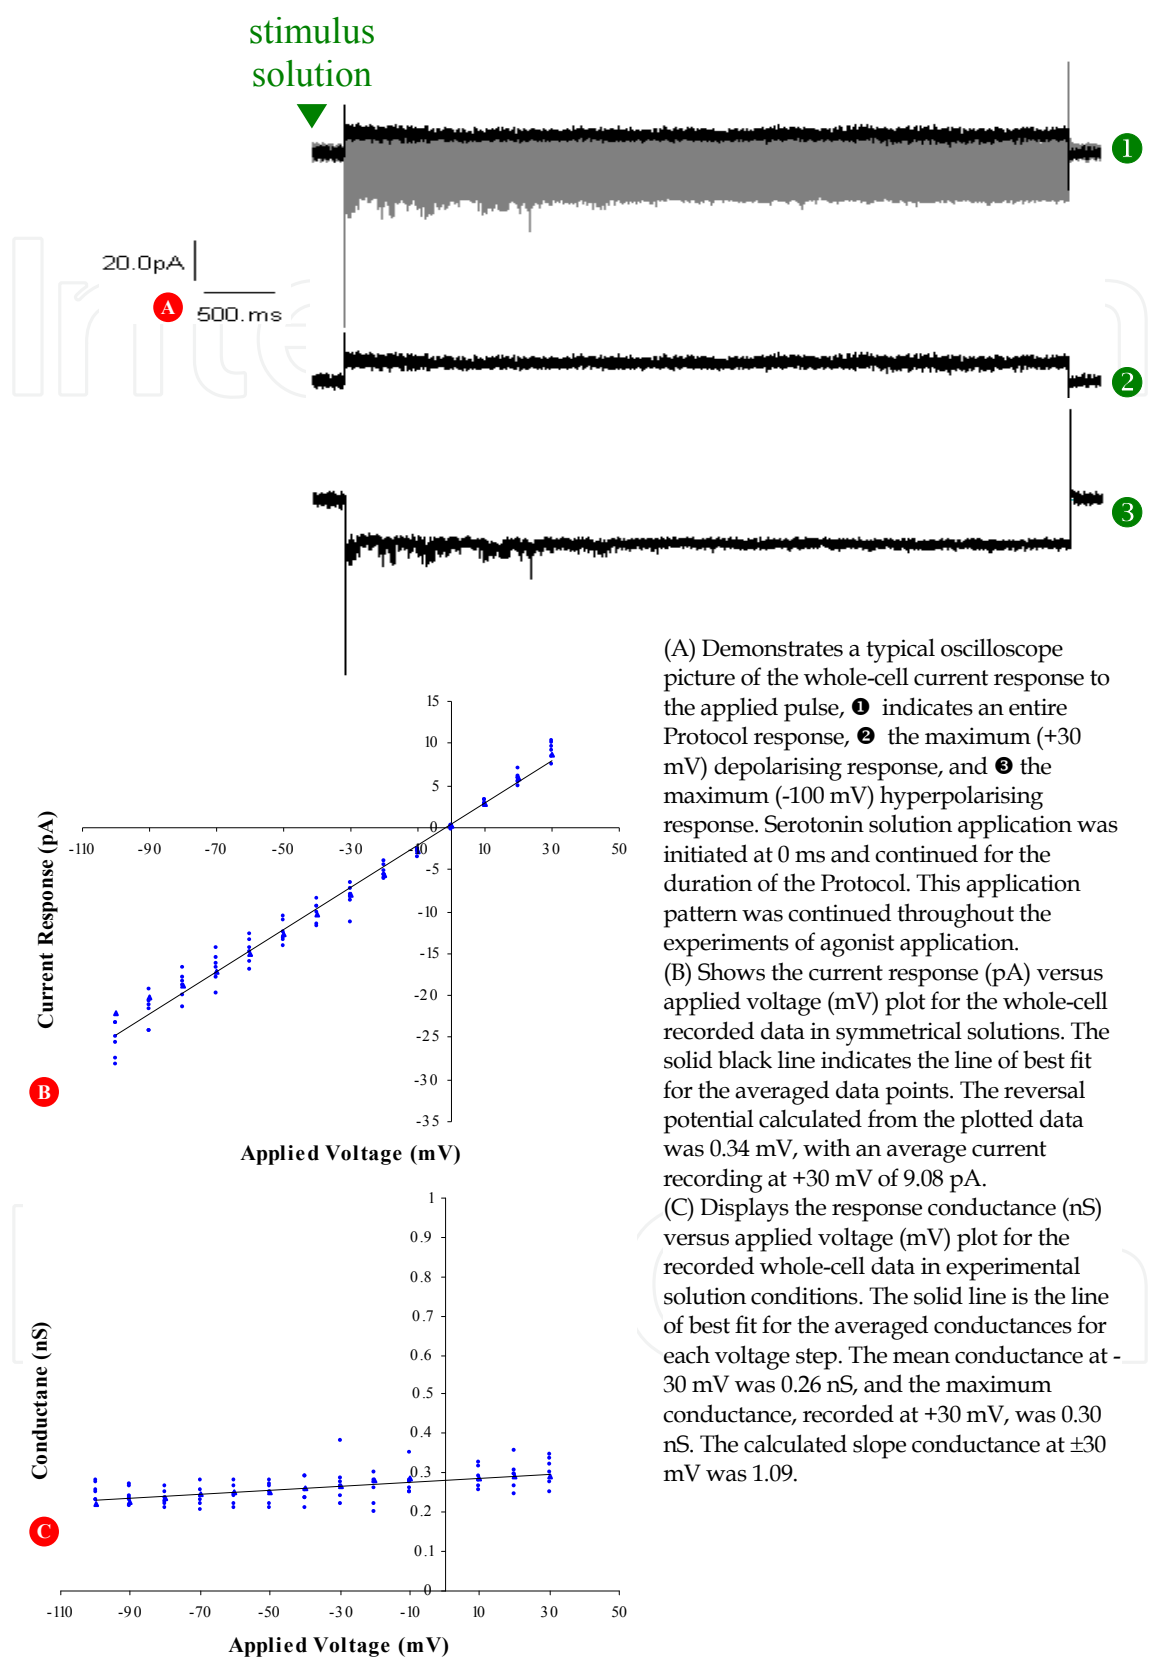 stimulus
solution
1
20.0pA
A
500.ms
2
3
(A) Demonstrates a typical oscilloscope
picture of the whole-cell current response to
the applied pulse, ❶ indicates an entire
Protocol response, ❷ the maximum (+30
mV) depolarising response, and ❸ the
maximum (-100 mV) hyperpolarising
response. Serotonin solution application was
initiated at 0 ms and continued for the
duration of the Protocol. This application
pattern was continued throughout the
experiments of agonist application.
(B) Shows the current response (pA) versus
applied voltage (mV) plot for the whole-cell
recorded data in symmetrical solutions. The
solid black line indicates the line of best fit
for the averaged data points. The reversal
potential calculated from the plotted data
was 0.34 mV, with an average current
recording at +30 mV of 9.08 pA.
(C) Displays the response conductance (nS)
versus applied voltage (mV) plot for the
recorded whole-cell data in experimental
solution conditions. The solid line is the line
of best fit for the averaged conductances for
each voltage step. The mean conductance at -
30 mV was 0.26 nS, and the maximum
conductance, recorded at +30 mV, was 0.30
nS. The calculated slope conductance at ±30
mV was 1.09.
Current Response (pA)
15
10
5
0
-5
-10
-15
-20
-25
-30
-35
-110 -90 -70 -50 -30 -10 10 30 50
B
Applied Voltage (mV)
Conductane (nS)
1
0.9
0.8
0.7
0.6
0.5
0.4
0.3
0.2
0.1
0
C
-110 -90 -70 -50 -30 -10 10 30 50
Applied Voltage (mV)